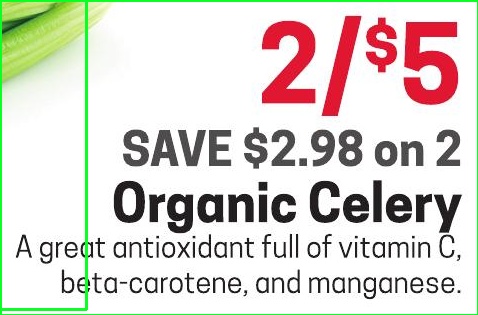 2/$5
SAVE $2.98 on 2
Organic Celery
A great antioxidant full of vitamin C,
beta-carotene, and manganese.